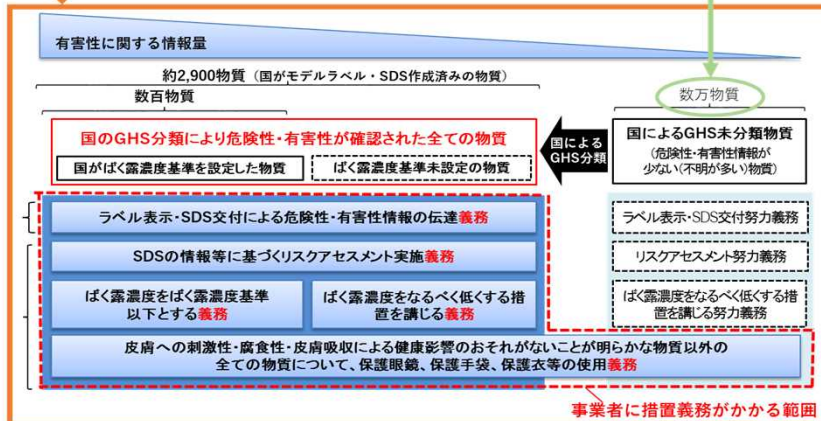 有害性に関する情報量
約2,900物質（国がモデルラベル・SDS作成済みの物質）
数百物質
数万物質
国のGHS分類により危険性・有害性が確認された全ての物質
国がばく露濃度基準を設定した物質
ばく露濃度基準未設定の物質
国による
GHS分類
国によるGHS未分類物質
(危険性・有害性情報が
少ない(不明が多い)物質)
ラベル表示・SDS交付による危険性・有害性情報の伝達義務
ラベル表示・SDS交付努力義務
SDSの情報等に基づくリスクアセスメント実施義務
リスクアセスメント努力義務
ばく露濃度をばく露濃度基準
以下とする義務
ばく露濃度をなるべく低くする措
置を講じる義務
ばく露濃度をなるべく低くする措
置を講じる努力義務
皮膚への刺激性・腐食性・皮膚吸収による健康影響のおそれがないことが明らかな物質以外の
全ての物質について、保護眼鏡、保護手袋、保護衣等の使用義務
事業者に措置義務がかかる範囲